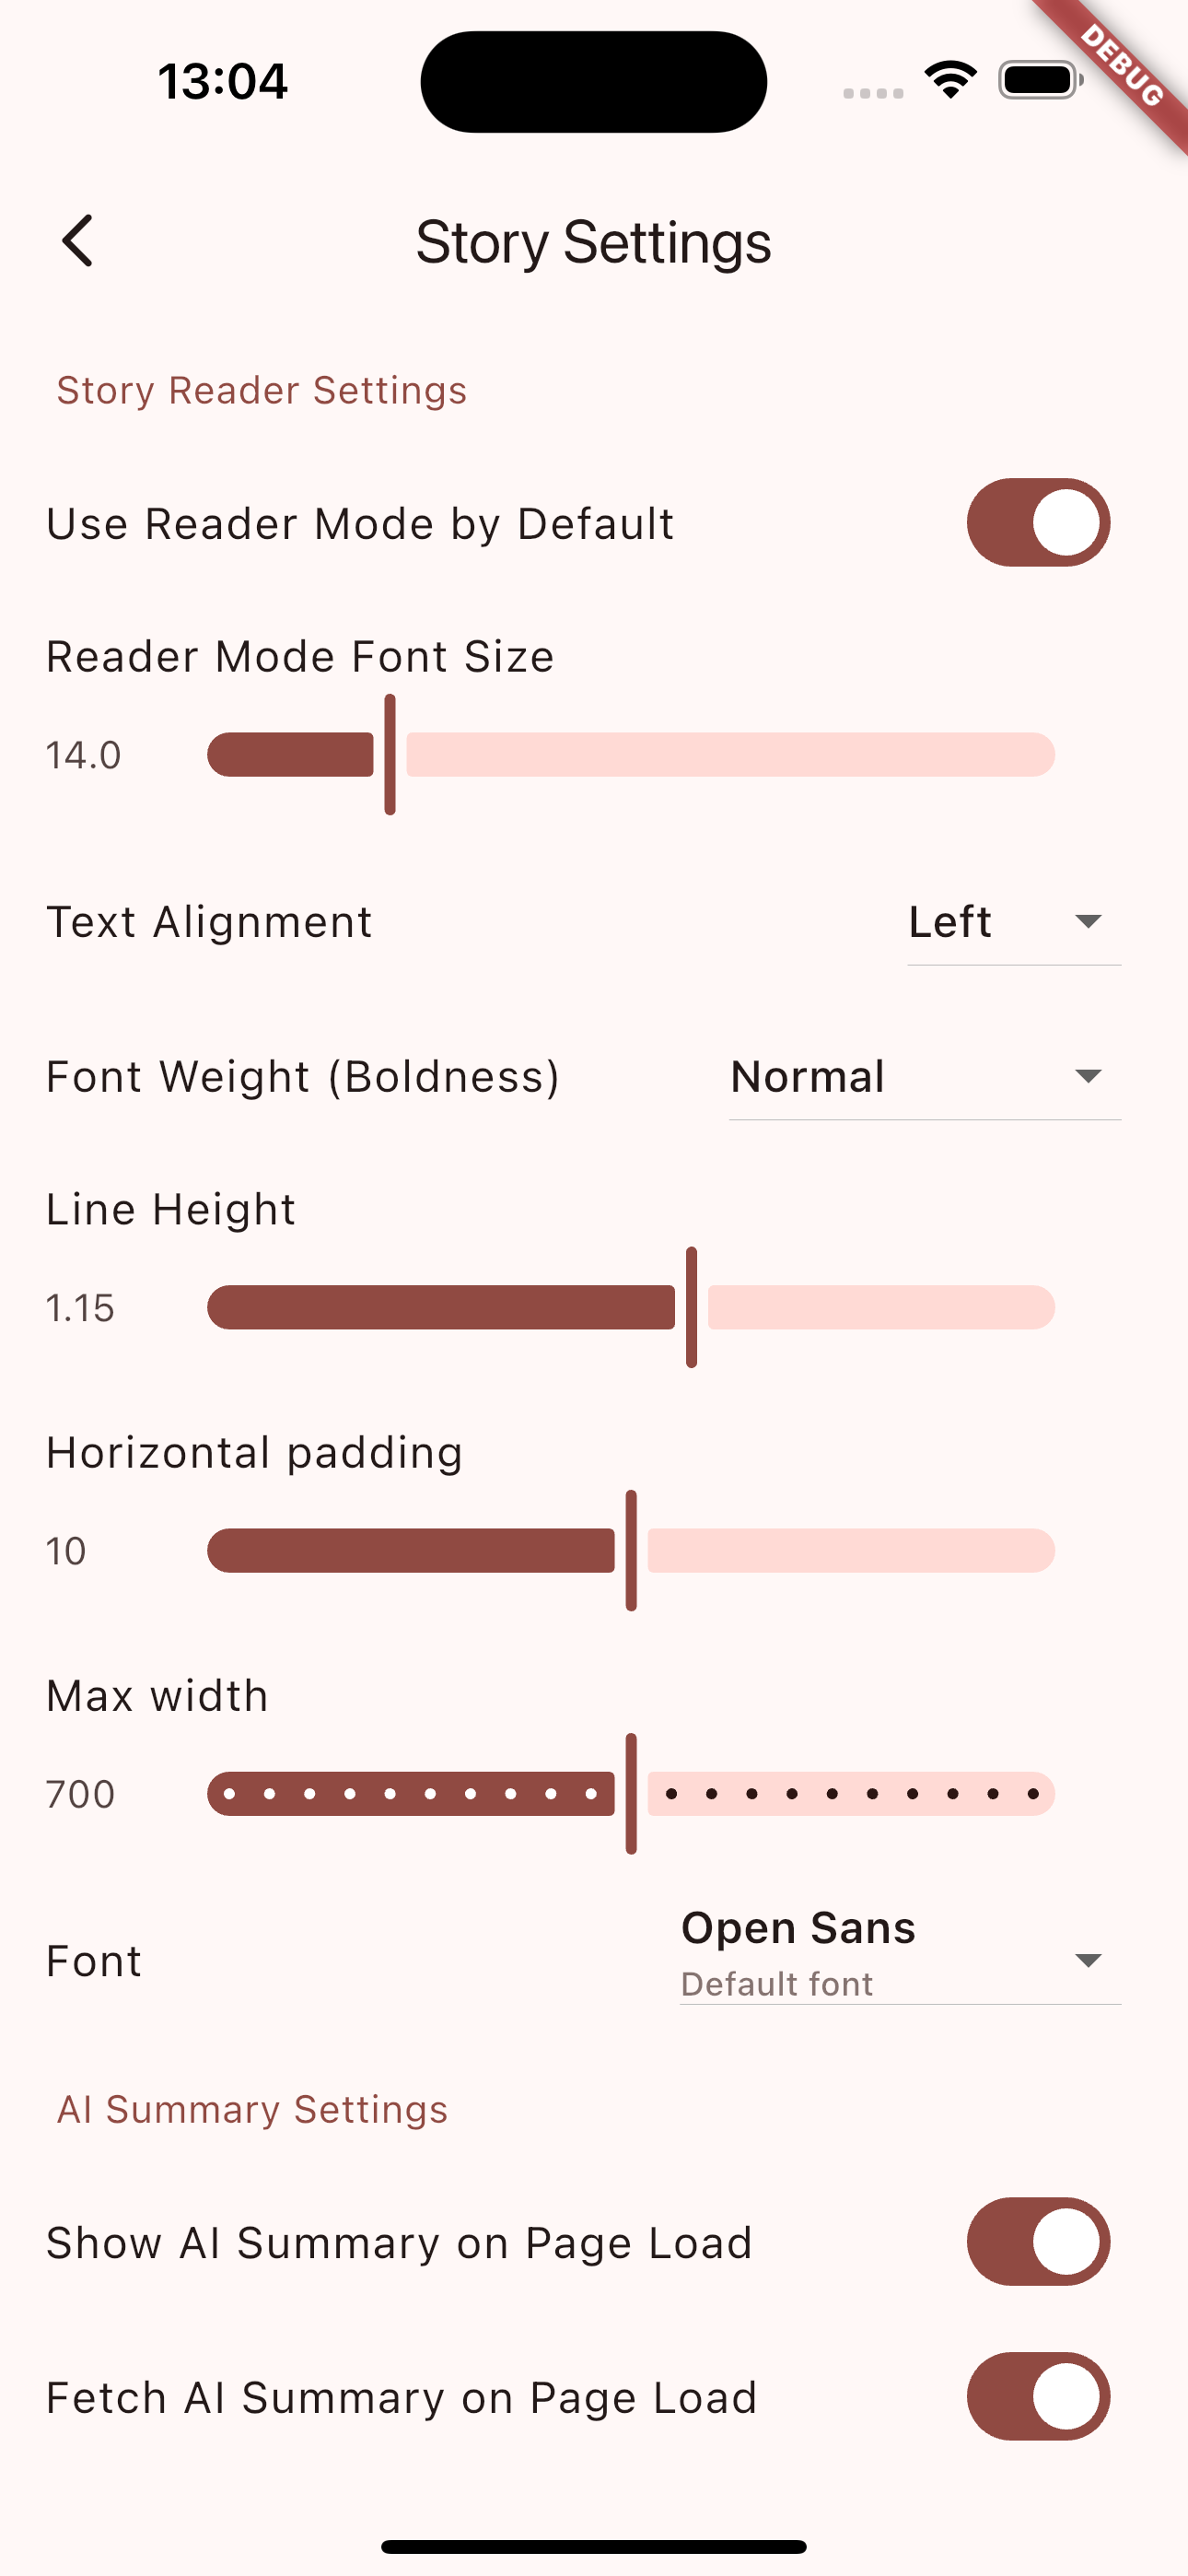 13:04
DEBUG
Story Settings
Story Reader Settings
Use Reader Mode by Default
Reader Mode Font Size
14.0
Text Alignment
Left
Font Weight (Boldness)
Normal
Line Height
1.15
Horizontal padding
10
Max width
700
Font
Open Sans
Default font
AI Summary Settings
Show AI Summary on Page Load
Fetch AI Summary on Page Load